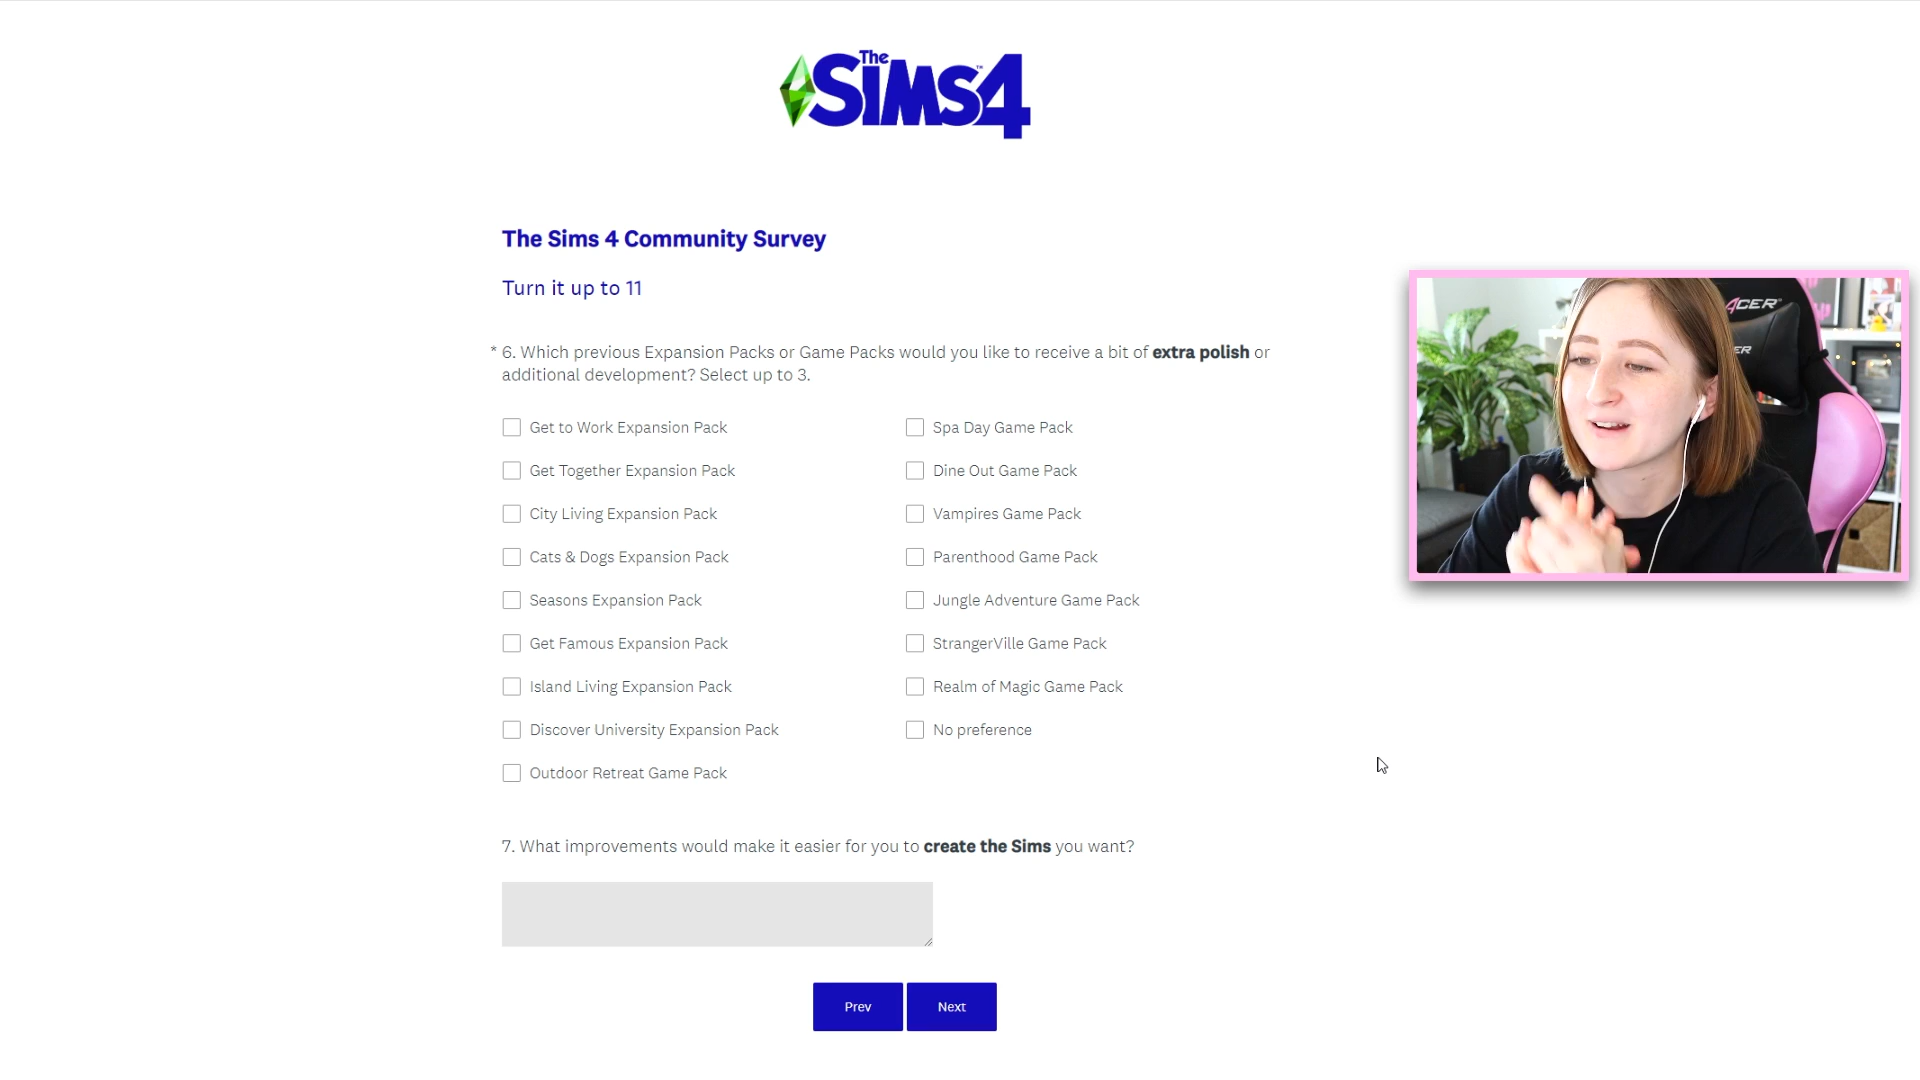 The
SiMS4
The Sims 4 Community Survey
Turn it up to 11
* 6. Which previous Expansion Packs or Game Packs would you like to receive a bit of extra polish or
additional development? Select up to 3.
Get to Work Expansion Pack
Get Together Expansion Pack
City Living Expansion Pack
Cats & Dogs Expansion Pack
Seasons Expansion Pack
Get Famous Expansion Pack
Island Living Expansion Pack
Discover University Expansion Pack
Outdoor Retreat Game Pack
Spa Day Game Pack
Dine Out Game Pack
Vampires Game Pack
Parenthood Game Pack
Jungle Adventure Game Pack
StrangerVille Game Pack
Realm of Magic Game Pack
No preference
7. What improvements would make it easier for you to create the Sims you want?
Prev
Next
ACER
ER